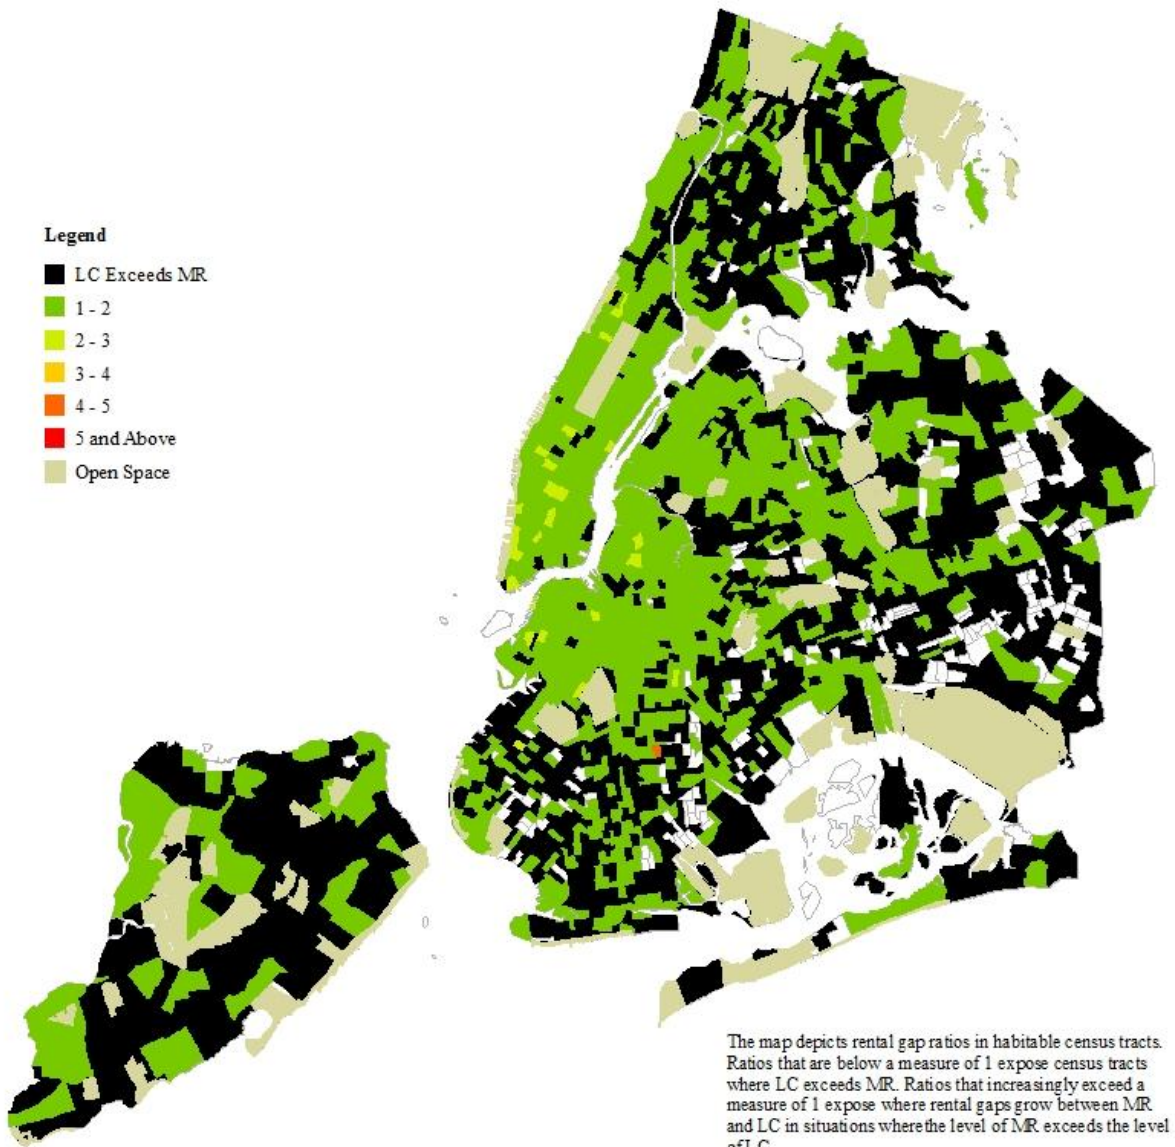 Legend
LC Exceeds MR
1 - 2
2 - 3
3 - 4
4 - 5
5 and Above
Open Space
The map depicts rental gap ratios in habitable census tracts.
Ratios that are below a measure of 1 expose census tracts
where LC exceeds MR. Ratios that increasingly exceed a
measure of 1 expose where rental gaps grow between MR
and LC in situations where the level of MR exceeds the level
of LC